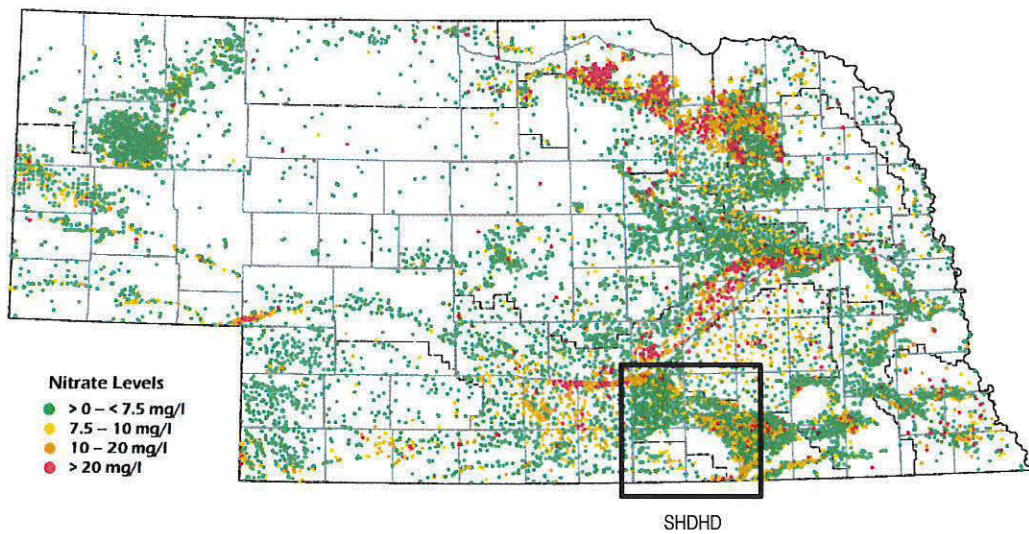 Nitrate Levels
> 0 – < 7.5 mg/l
7.5 – 10 mg/l
10 – 20 mg/l
> 20 mg/l
SHDHD